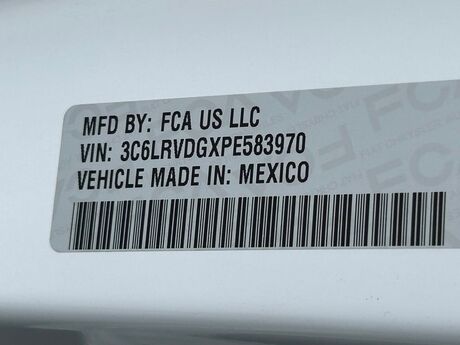 MFD BY: FCA US LLC
VIN: 3C6LRVDGXPE583970
VEHICLE MADE IN: MEXICO